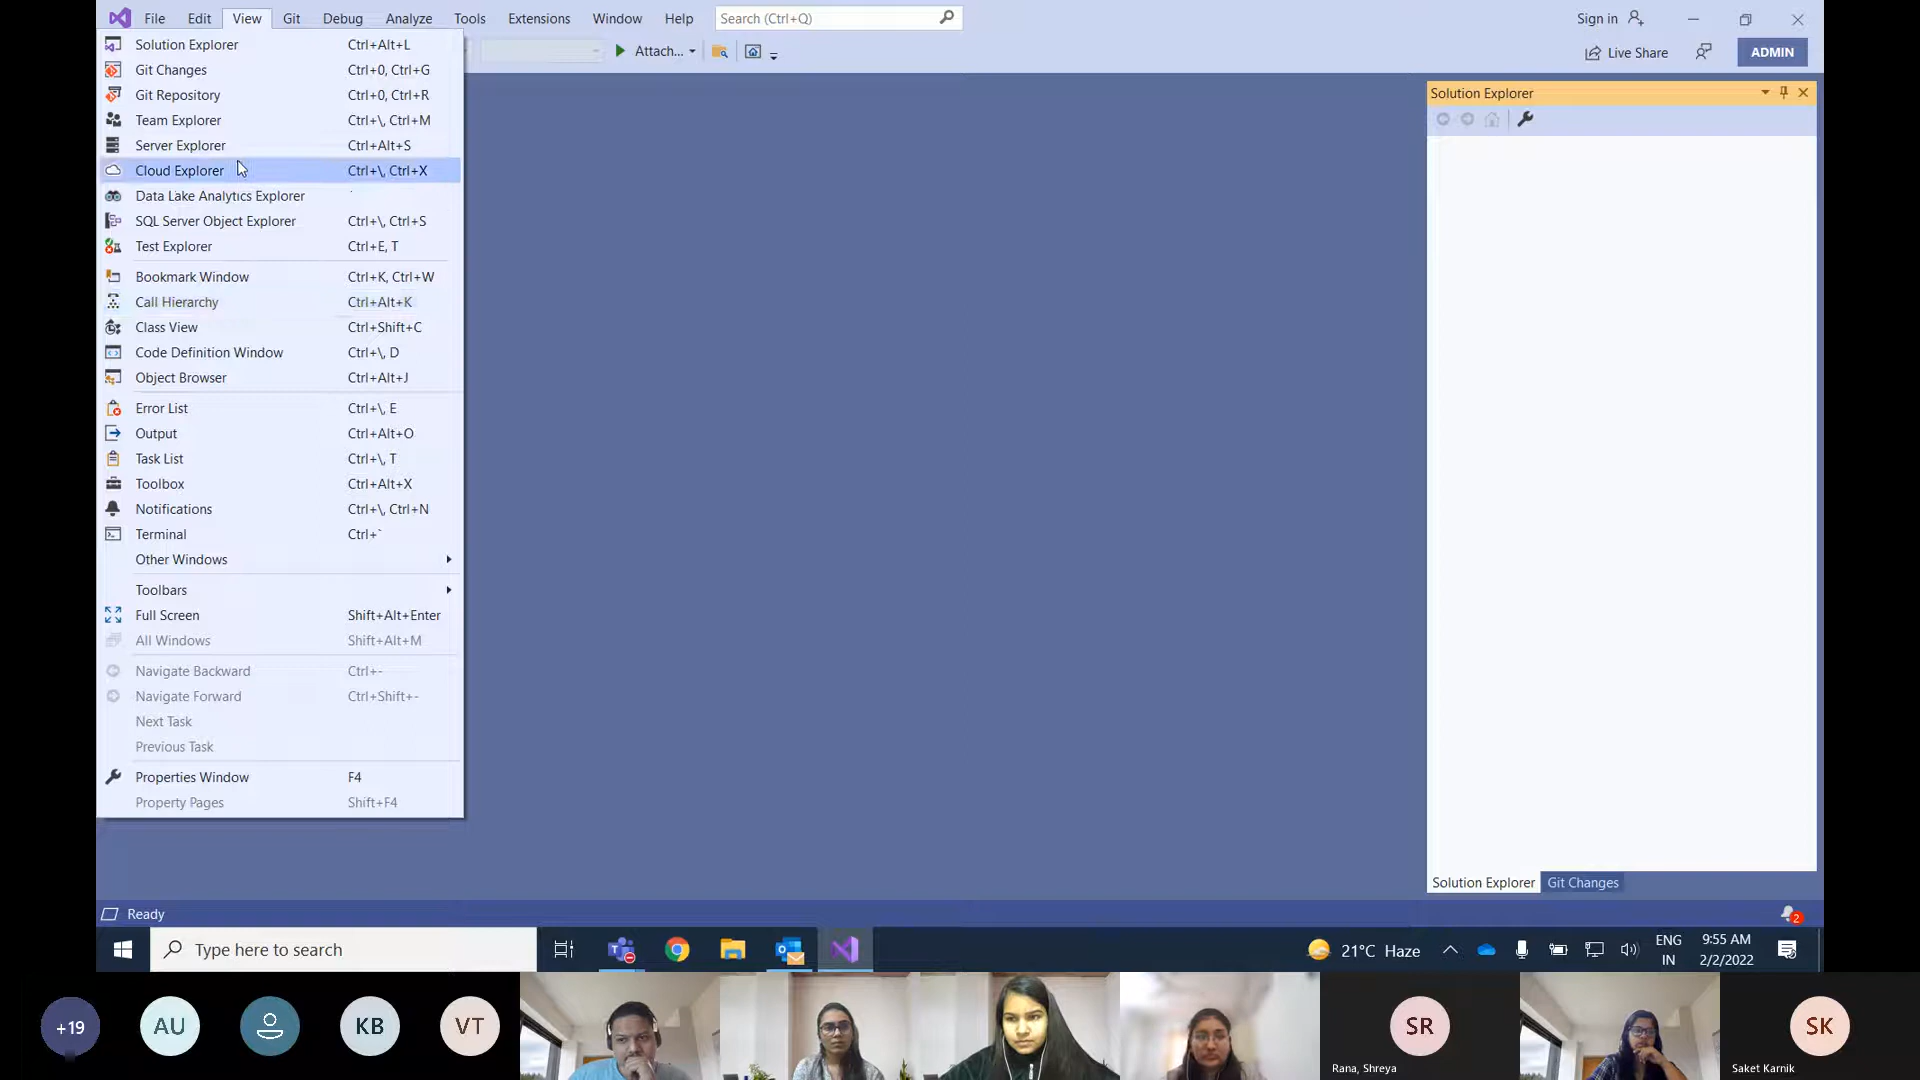 File Edit View Git Debug Analyze Tools Extensions Window Help Search (Ctrl+Q) Sign in
Attach... Live Share ADMIN
Solution Explorer Ctrl+Alt+L
Git Changes Ctrl+0, Ctrl+G
Git Repository Ctrl+0, Ctrl+R
Team Explorer Ctrl+\, Ctrl+M
Server Explorer Ctrl+Alt+S
Cloud Explorer Ctrl+\, Ctrl+X
Data Lake Analytics Explorer
SQL Server Object Explorer Ctrl+\, Ctrl+S
Test Explorer Ctrl+E, T
Bookmark Window Ctrl+K, Ctrl+W
Call Hierarchy Ctrl+Alt+K
Class View Ctrl+Shift+C
Code Definition Window Ctrl+\, D
Object Browser Ctrl+Alt+J
Error List Ctrl+\, E
Output Ctrl+Alt+O
Task List Ctrl+\, T
Toolbox Ctrl+Alt+X
Notifications Ctrl+\, Ctrl+N
Terminal Ctrl+`
Other Windows
Toolbars
Full Screen Shift+Alt+Enter
All Windows Shift+Alt+M
Navigate Backward Ctrl+-
Navigate Forward Ctrl+Shift+-
Next Task
Previous Task
Properties Window F4
Property Pages Shift+F4
Solution Explorer
Solution Explorer Git Changes
Ready 2
Type here to search 21°C Haze ENG IN 9:55 AM 2/2/2022
+19 AU KB VT SR SK
Rana, Shreya Saket Karnik